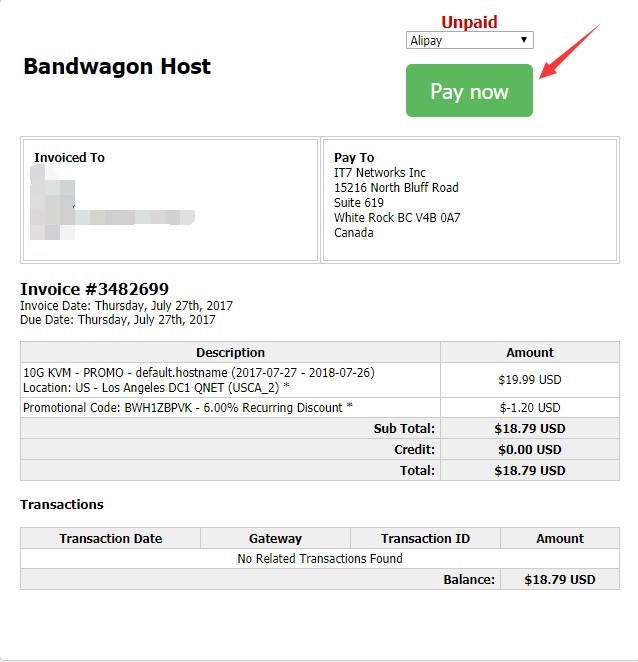 Unpaid
Alipay
Bandwagon Host
Pay now
Invoiced To
Pay To
IT7 Networks Inc
15216 North Bluff Road
Suite 619
White Rock BC V4B 0A7
Canada
Invoice #3482699
Invoice Date: Thursday, July 27th, 2017
Due Date: Thursday, July 27th, 2017
Description Amount
10G KVM - PROMO - default.hostname (2017-07-27 - 2018-07-26)
Location: US - Los Angeles DC1 QNET (USCA_2) * $19.99 USD
Promotional Code: BWH1ZBPVK - 6.00% Recurring Discount * $-1.20 USD
Sub Total: $18.79 USD
Credit: $0.00 USD
Total: $18.79 USD
Transactions
Transaction Date Gateway Transaction ID Amount
No Related Transactions Found
Balance: $18.79 USD